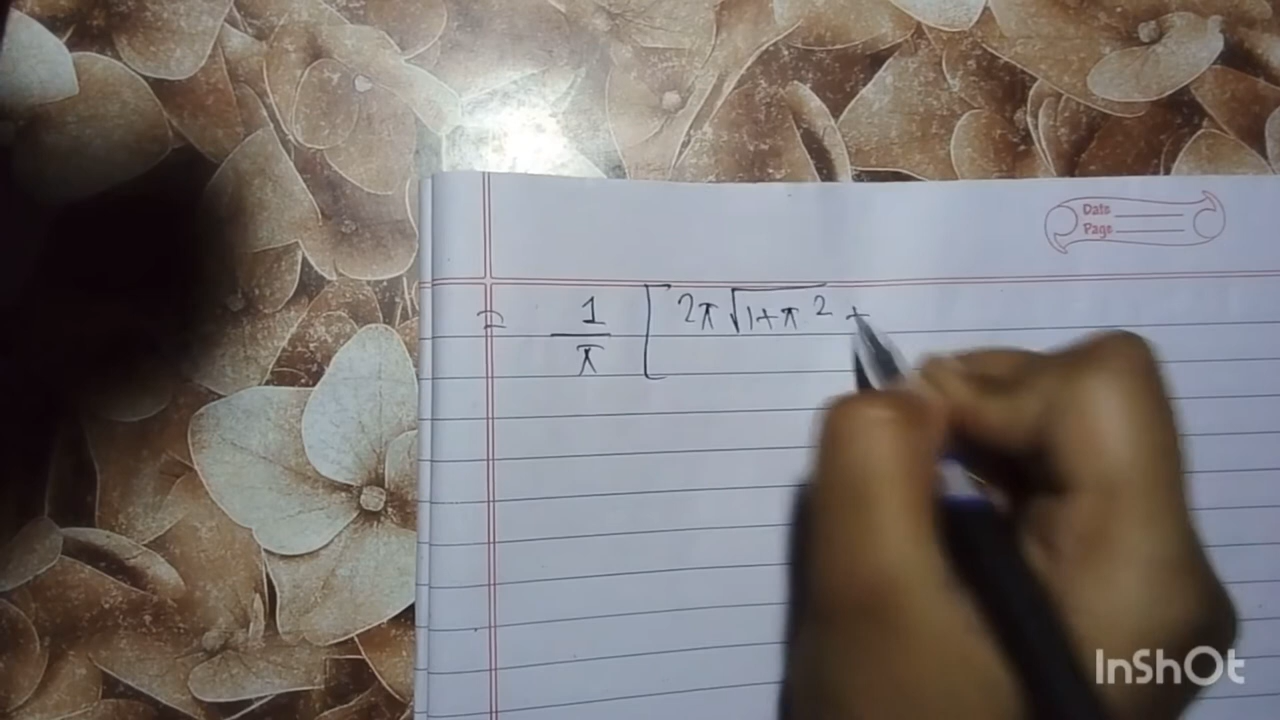 Date
Page
⇒ 1/π [ 2π √1+π² +
InShOt